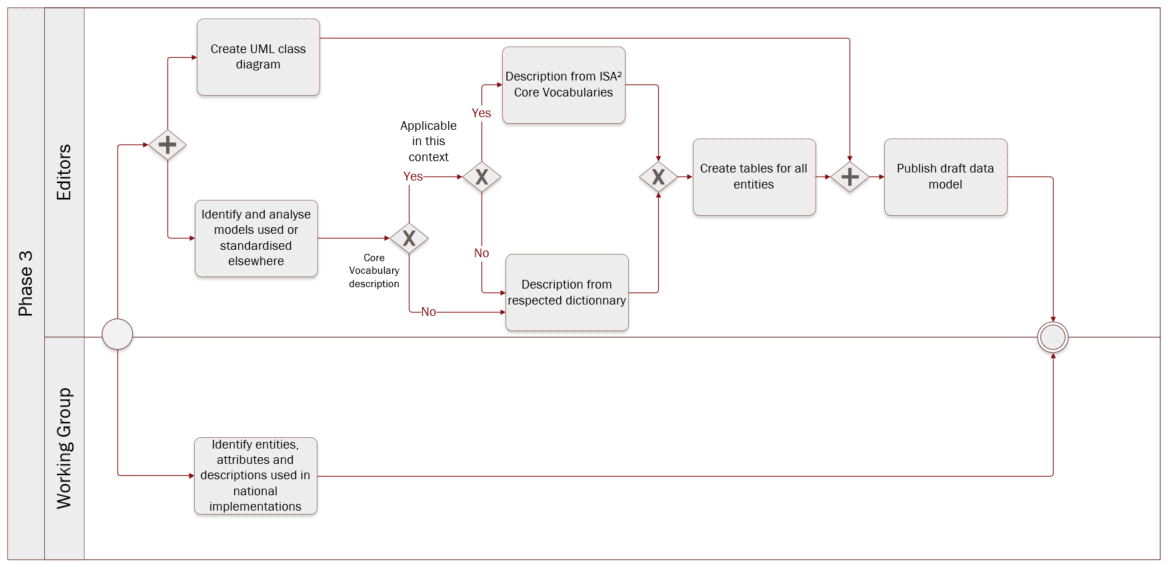 Phase 3
Editors
Create UML class
diagram
Identify and analyse
models used or
standardised
elsewhere
Core
Vocabulary
description
Yes
No
Applicable
in this
context
Yes
No
Description from ISA²
Core Vocabularies
Description from
respected dictionnary
Create tables for all
entities
Publish draft data
model
Working Group
Identify entities,
attributes and
descriptions used in
national
implementations